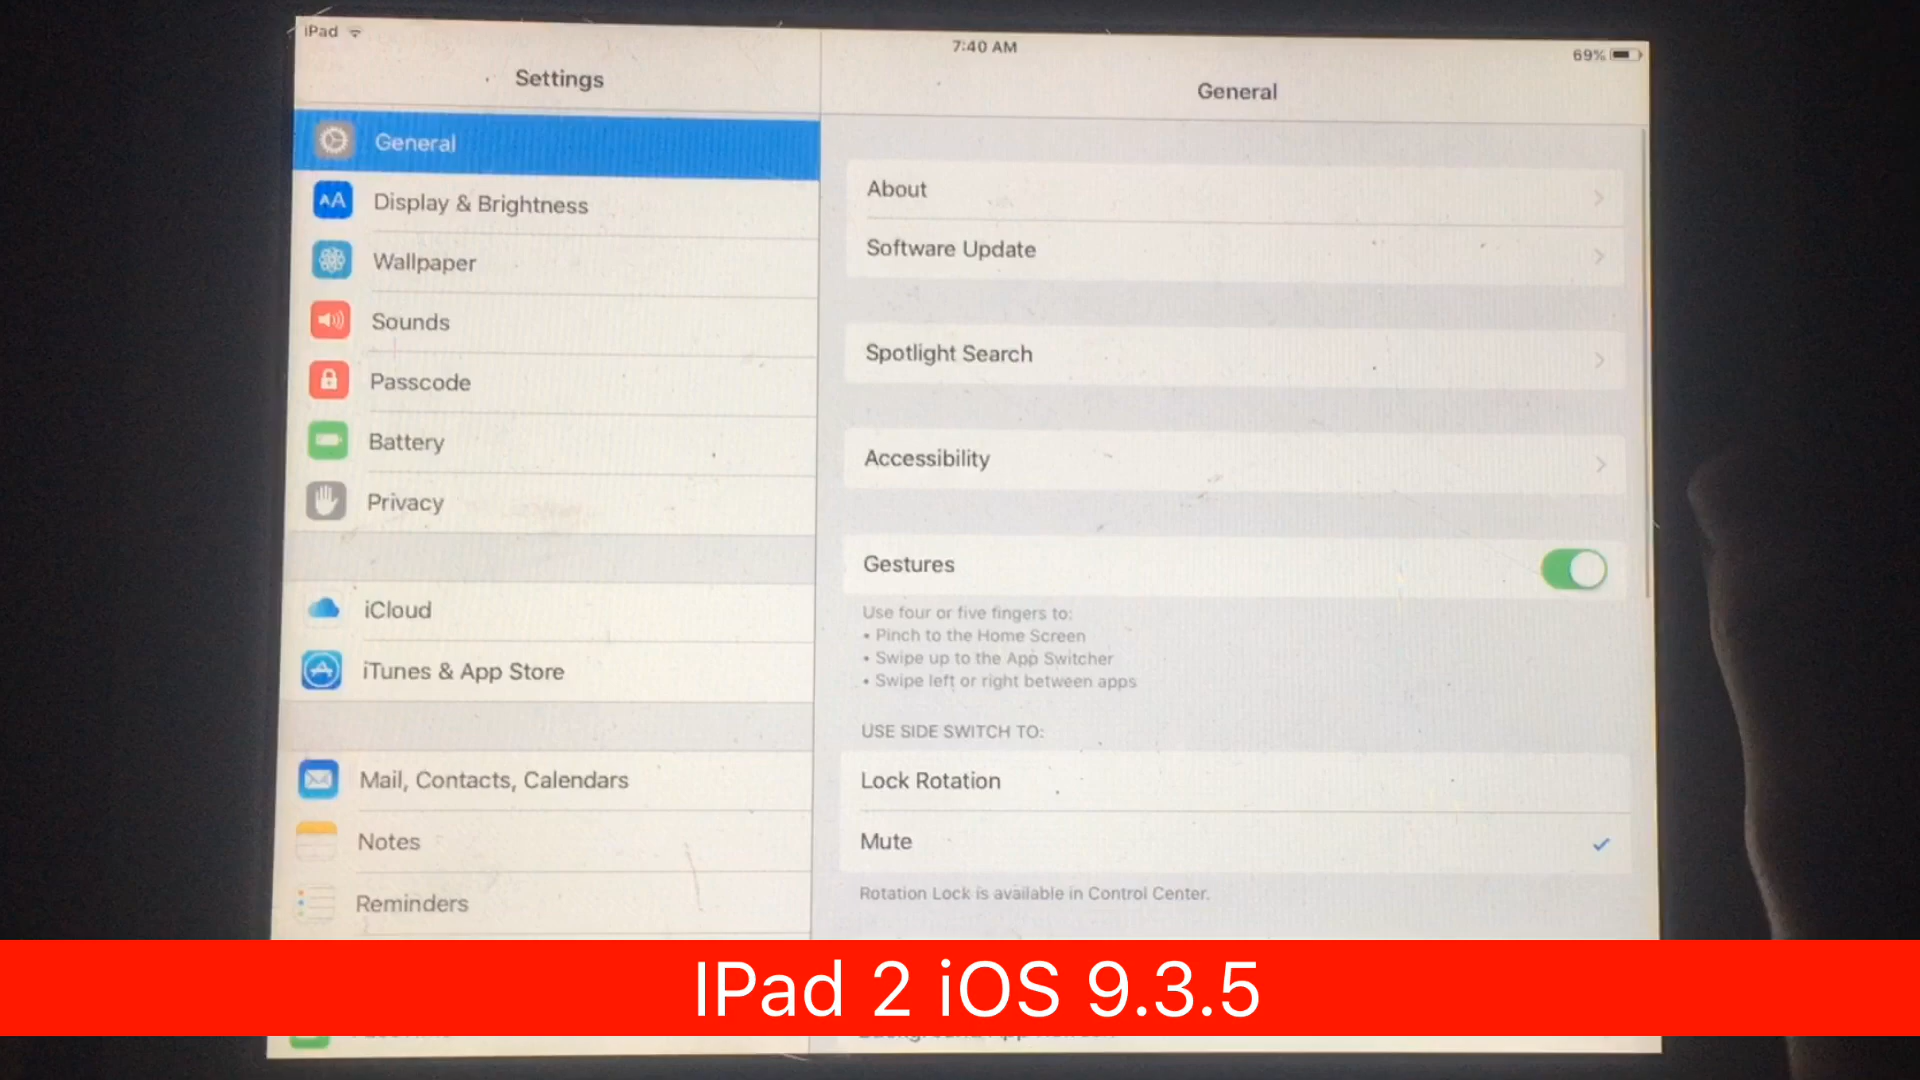 iPad
7:40 AM
69%
Settings
General
General
Display & Brightness
Wallpaper
Sounds
Passcode
Battery
Privacy
iCloud
iTunes & App Store
Mail, Contacts, Calendars
Notes
Reminders
About
Software Update
Spotlight Search
Accessibility
Gestures
Use four or five fingers to:
• Pinch to the Home Screen
• Swipe up to the App Switcher
• Swipe left or right between apps
USE SIDE SWITCH TO:
Lock Rotation
Mute
Rotation Lock is available in Control Center.
IPad 2 iOS 9.3.5